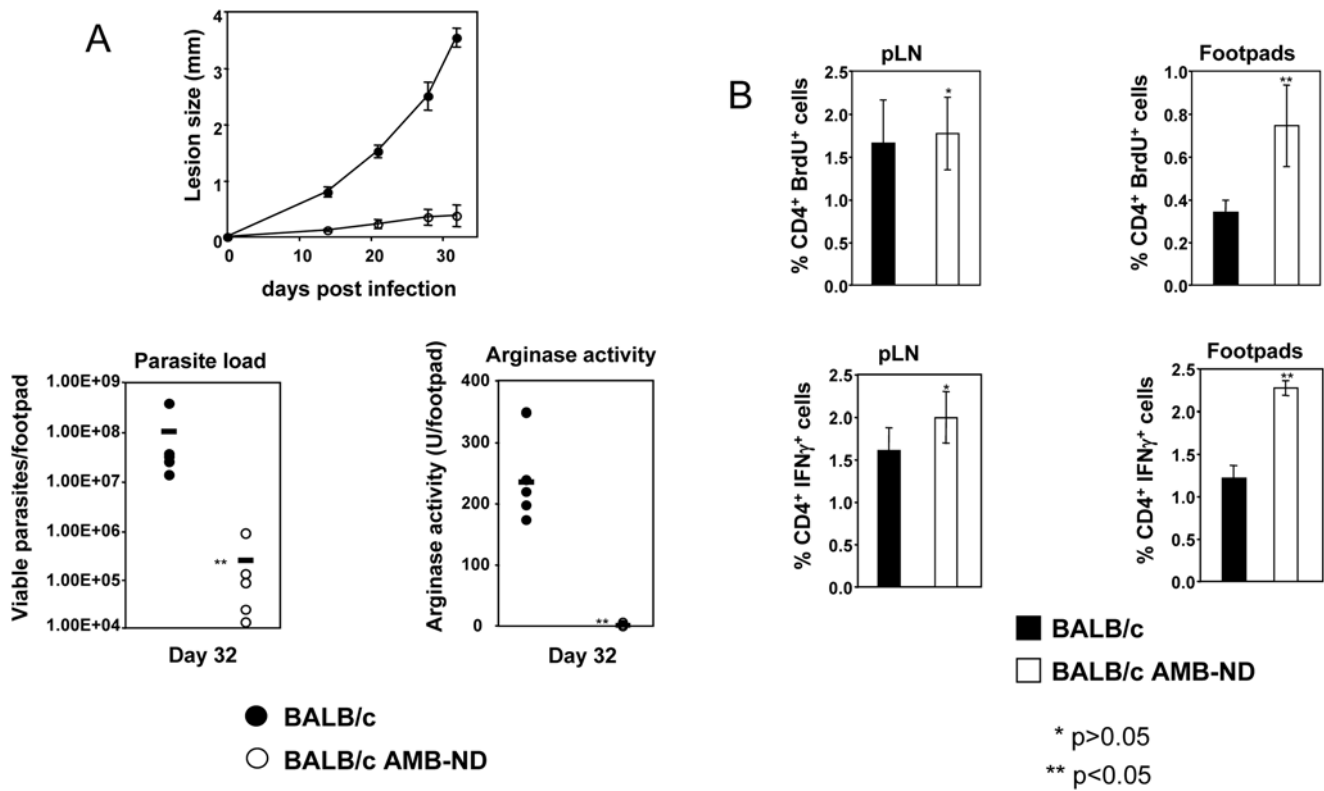 A
Lesion size (mm)
4
3
2
1
0
0 10 20 30
days post infection
Parasite load
Viable parasites/footpad
1.00E+09
1.00E+08
1.00E+07
1.00E+06
1.00E+05
1.00E+04
**
Day 32
Arginase activity
Arginase activity (U/footpad)
400
300
200
100
0
**
Day 32
BALB/c
BALB/c AMB-ND
B
pLN
% CD4+ BrdU+ cells
2.5
2.0
1.5
2.0
1.5
0.0
*
Footpads
% CD4+ BrdU+ cells
1.0
0.8
0.6
0.4
0.2
0.0
**
pLN
% CD4+ IFNγ+ cells
2.5
2.0
1.5
1.0
0.5
0.0
*
Footpads
% CD4+ IFNγ+ cells
2.5
2.0
1.5
1.0
0.5
0.0
**
BALB/c
BALB/c AMB-ND
* p>0.05
** p<0.05